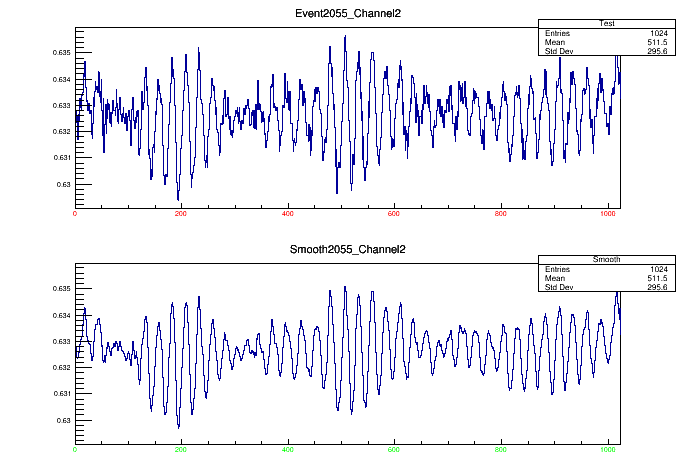 Event2055_Channel2
Test
Entries 1024
Mean 511.5
Std Dev 295.6
0.635
0.634
0.633
0.632
0.631
0.63
0 200 400 600 800 1000
Smooth2055_Channel2
Smooth
Entries 1024
Mean 511.5
Std Dev 295.6
0.635
0.634
0.633
0.632
0.631
0.63
0 200 400 600 800 1000